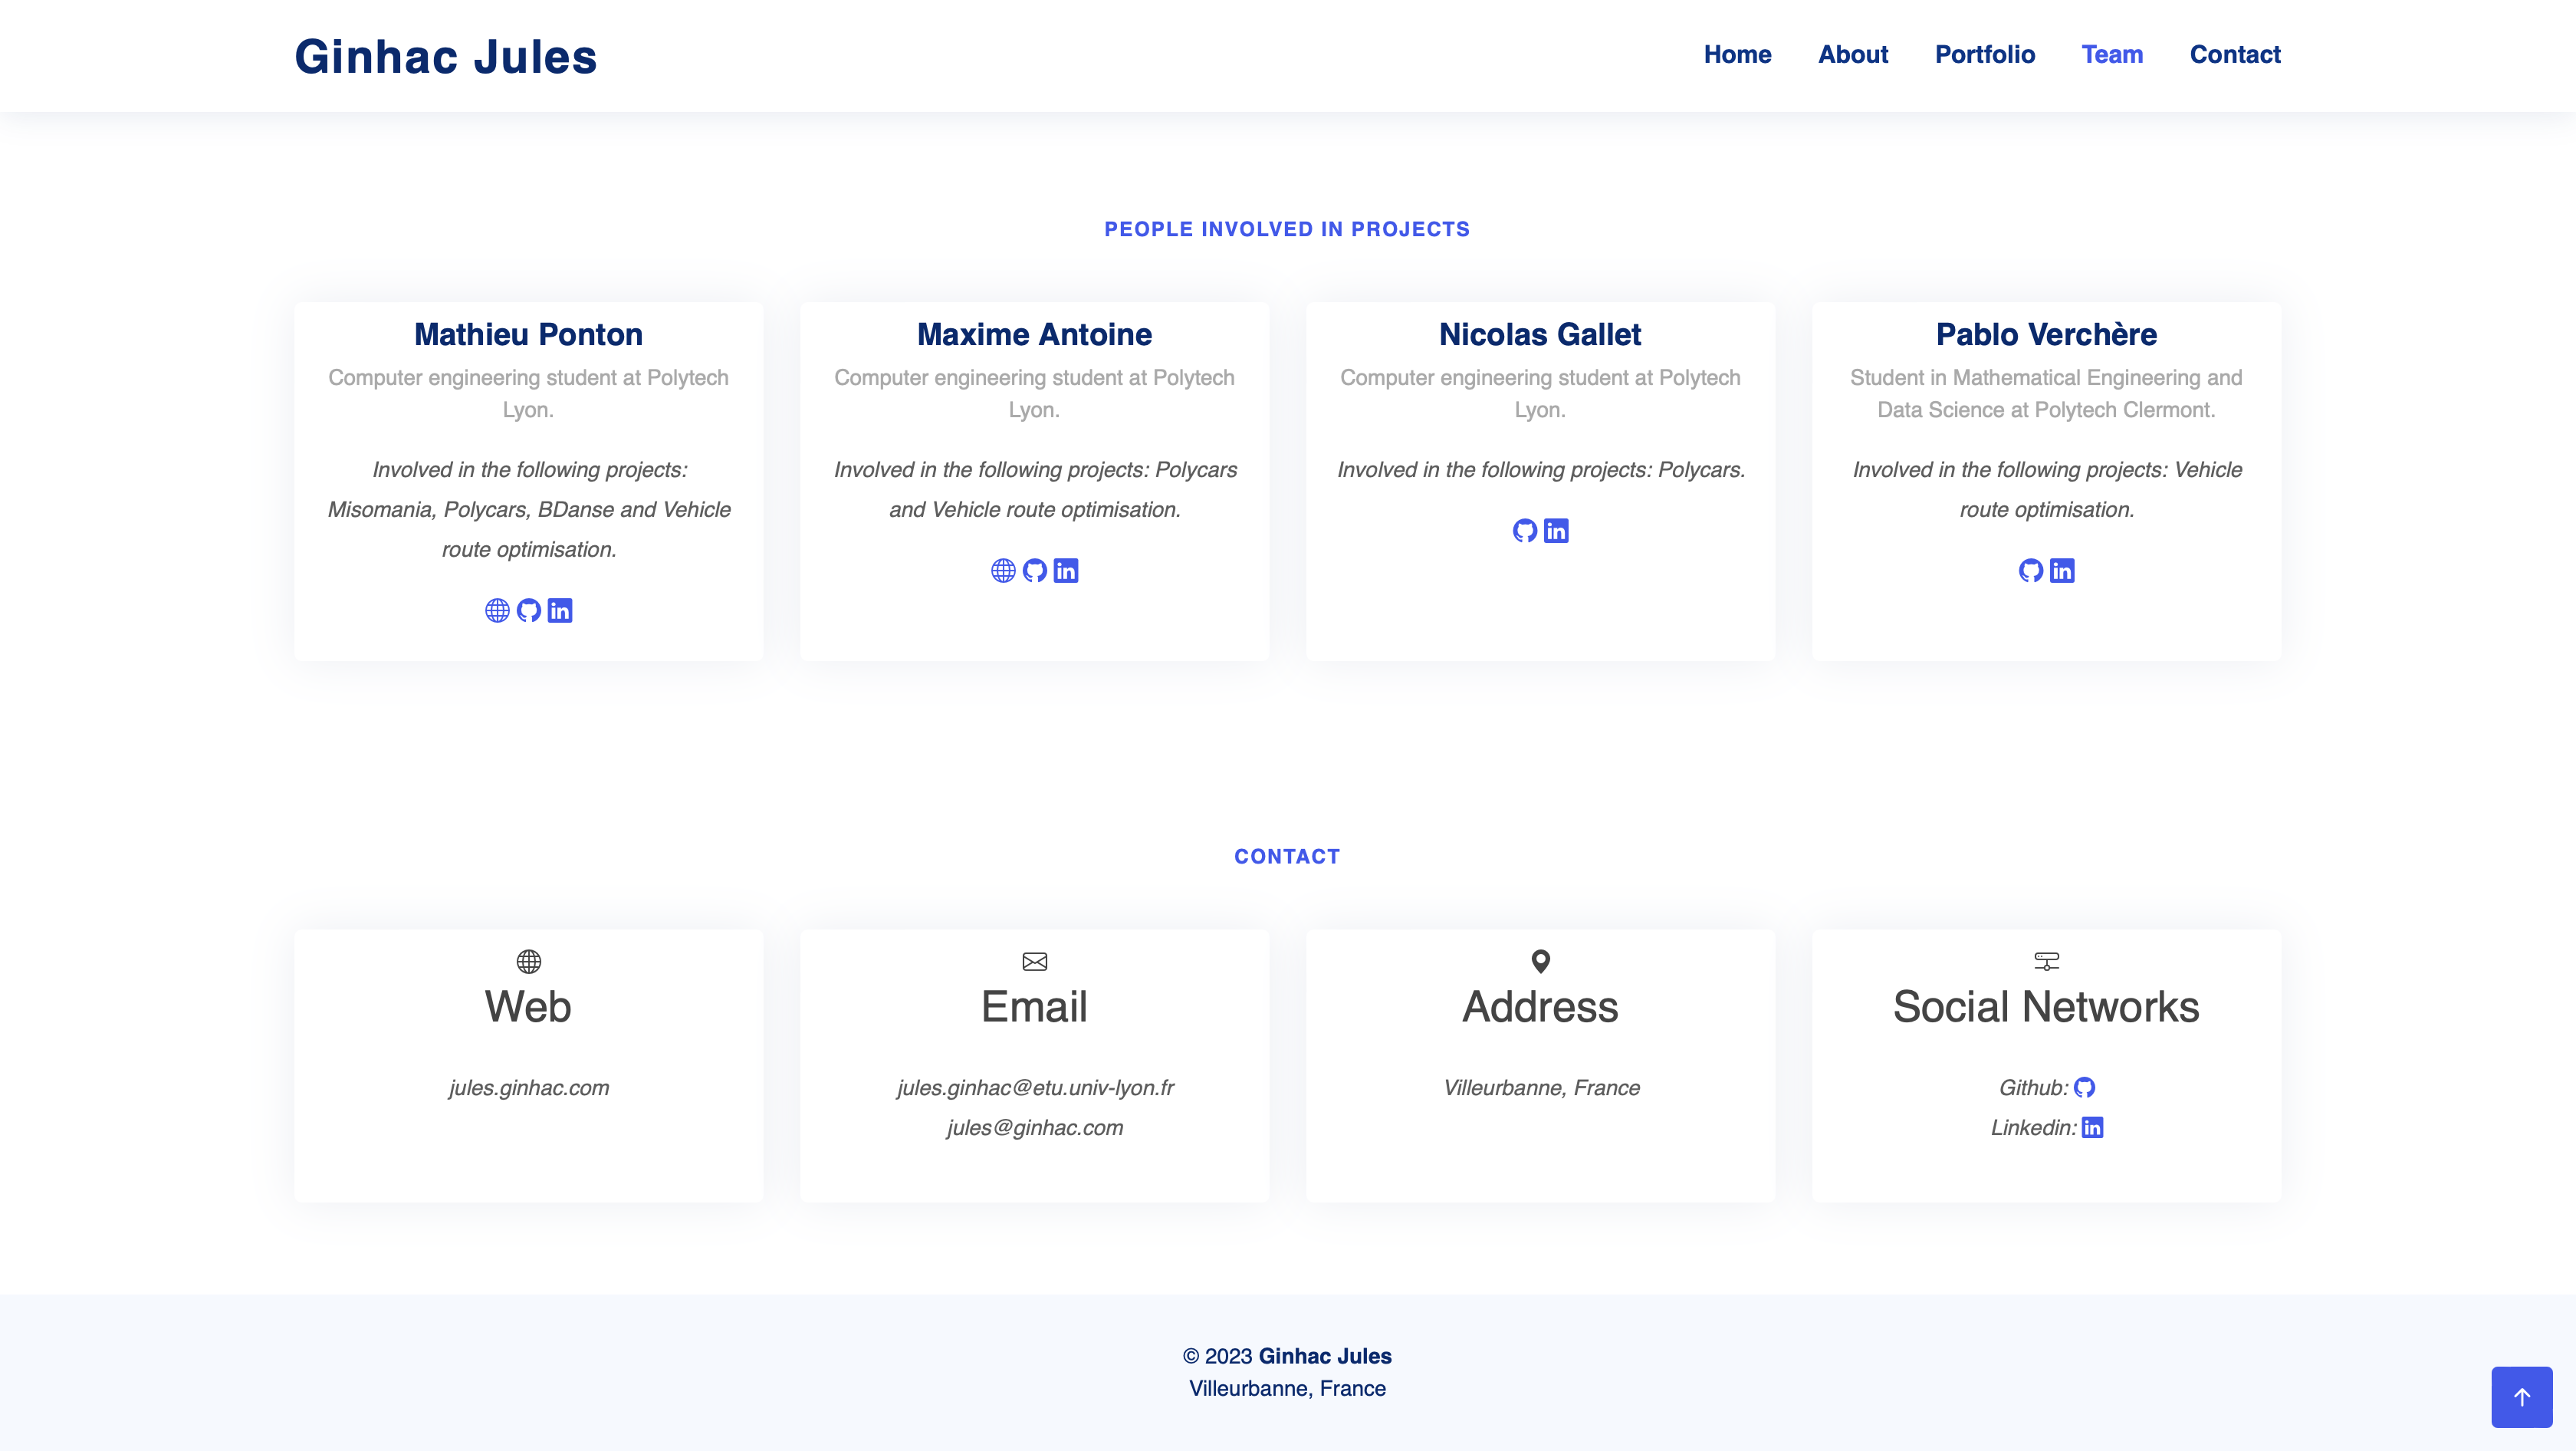 Ginhac Jules
Home About Portfolio Team Contact
PEOPLE INVOLVED IN PROJECTS
Mathieu Ponton
Computer engineering student at Polytech
Lyon.
Involved in the following projects:
Misomania, Polycars, BDanse and Vehicle
route optimisation.
Maxime Antoine
Computer engineering student at Polytech
Lyon.
Involved in the following projects: Polycars
and Vehicle route optimisation.
Nicolas Gallet
Computer engineering student at Polytech
Lyon.
Involved in the following projects: Polycars.
Pablo Verchère
Student in Mathematical Engineering and
Data Science at Polytech Clermont.
Involved in the following projects: Vehicle
route optimisation.
CONTACT
Web
jules.ginhac.com
Email
jules.ginhac@etu.univ-lyon.fr
jules@ginhac.com
Address
Villeurbanne, France
Social Networks
Github:
Linkedin:
© 2023 Ginhac Jules
Villeurbanne, France